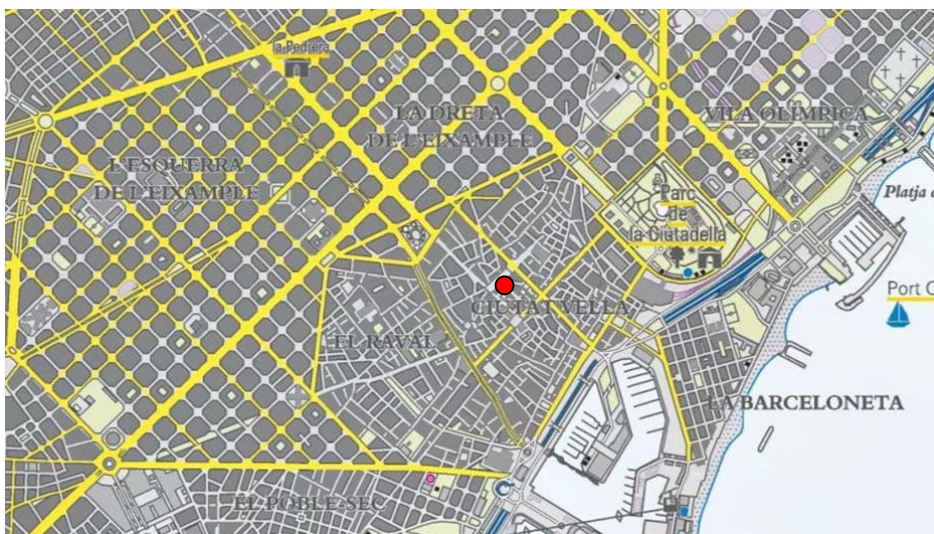 la Pedrera
LA DRETA
DE L'EIXAMPLE
VILA OLÍMPICA
L'ESQUERRA
DE L'EIXAMPLE
Parc
de
la Ciutadella
Platja d
Port O
CIUTAT VELLA
EL RAVAL
LA BARCELONETA
EL POBLE-SEC